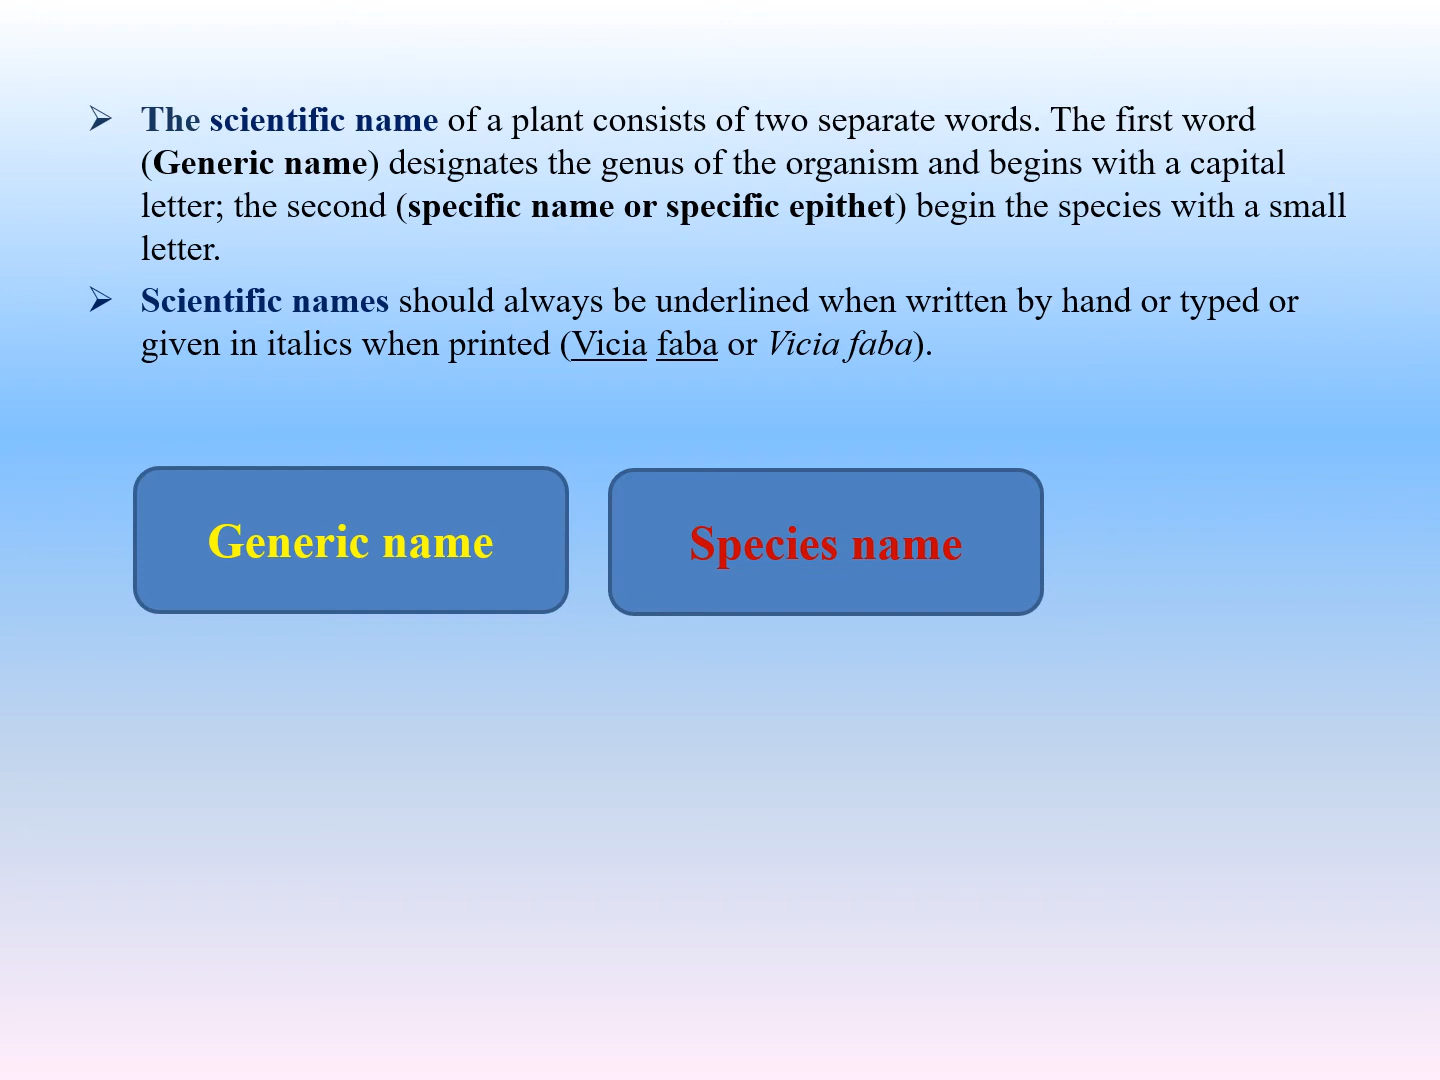 ➢ The scientific name of a plant consists of two separate words. The first word
(Generic name) designates the genus of the organism and begins with a capital
letter; the second (specific name or specific epithet) begin the species with a small
letter.
➢ Scientific names should always be underlined when written by hand or typed or
given in italics when printed (Vicia faba or Vicia faba).
Generic name
Species name